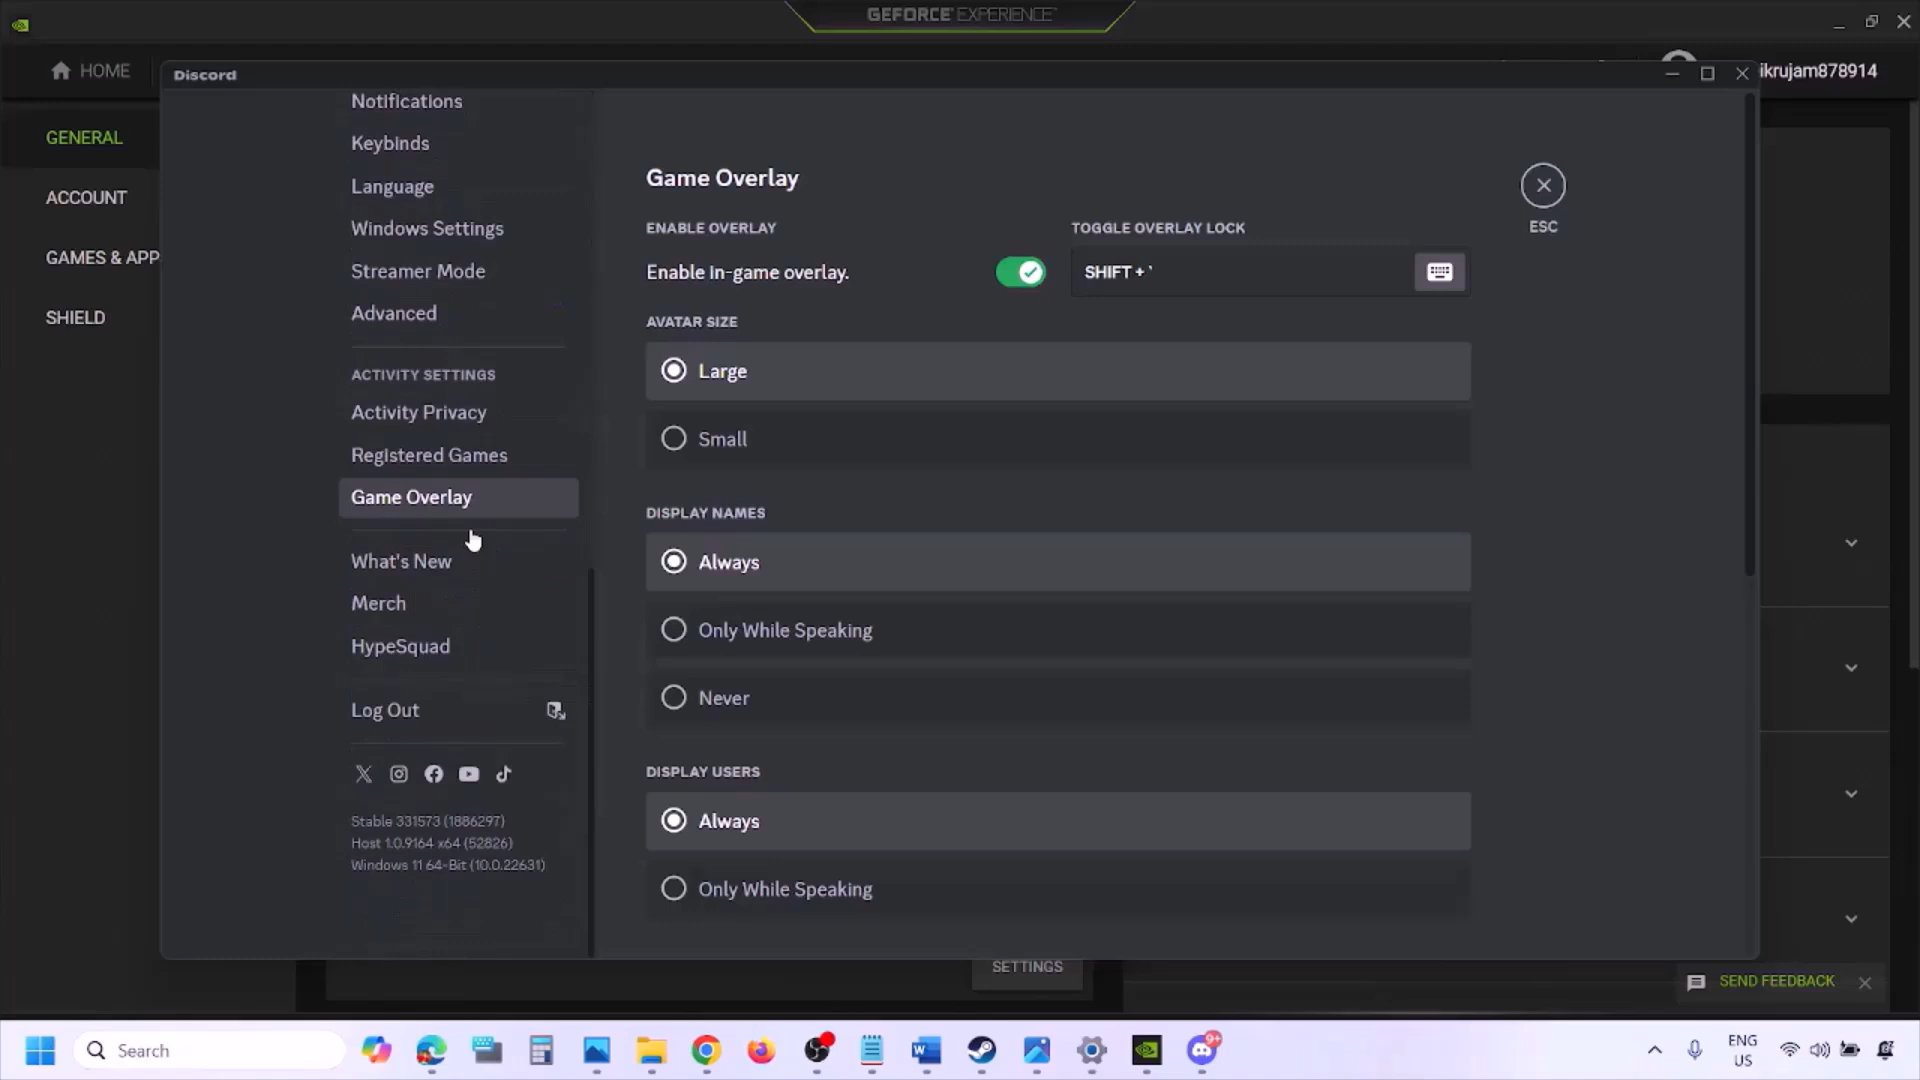 GEFORCE EXPERIENCE
HOME
ikrujam878914
Discord
GENERAL
ACCOUNT
GAMES & APP
SHIELD
Notifications
Keybinds
Language
Windows Settings
Streamer Mode
Advanced
ACTIVITY SETTINGS
Activity Privacy
Registered Games
Game Overlay
What's New
Merch
HypeSquad
Log Out
Stable 331573 (1886297)
Host 1.0.9164 x64 (52826)
Windows 11 64-Bit (10.0.22631)
Game Overlay
ESC
ENABLE OVERLAY
TOGGLE OVERLAY LOCK
Enable in-game overlay.
SHIFT + `
AVATAR SIZE
Large
Small
DISPLAY NAMES
Always
Only While Speaking
Never
DISPLAY USERS
Always
Only While Speaking
SETTINGS
SEND FEEDBACK
Search
9+
ENG
US